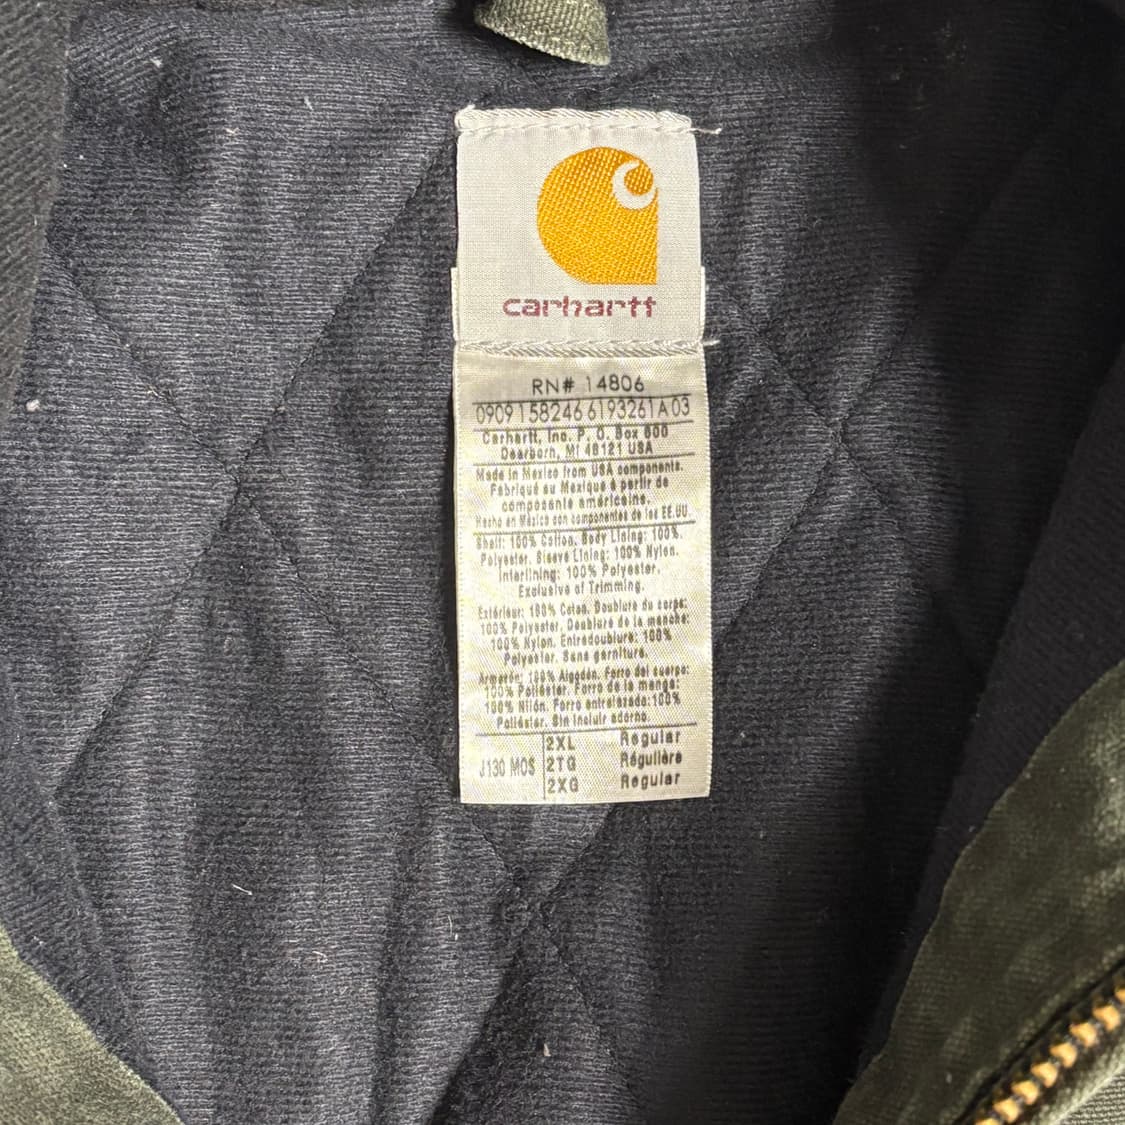 carhartt
RN# 14806
0909158246 6193261A 03
Carhartt, Inc. P. O. Box 600
Dearborn, MI 48121 USA
Made in Mexico from USA components.
Fabriqué au Mexique à partir de
composante américaine.
Hecho en México con componentes de los EE.UU.
Shell: 100% Cotton. Body Lining: 100%
Polyester. Sleeve Lining: 100% Nylon.
Interlining: 100% Polyester.
Exclusive of Trimming.
Extérieur: 100% Coton. Doublure du corps:
100% Polyester. Doublure de la manche:
100% Nylon. Entredoublure: 100%
Polyester. Sans garniture.
Armazón: 100% Algodón. Forro del cuerpo:
100% Poliéster. Forro de la manga:
100% Nilón. Forro entrelazado: 100%
Poliéster. Sin incluir adorno.
J130 MOS
2XL Regular
2TG Régulière
2XG Regular